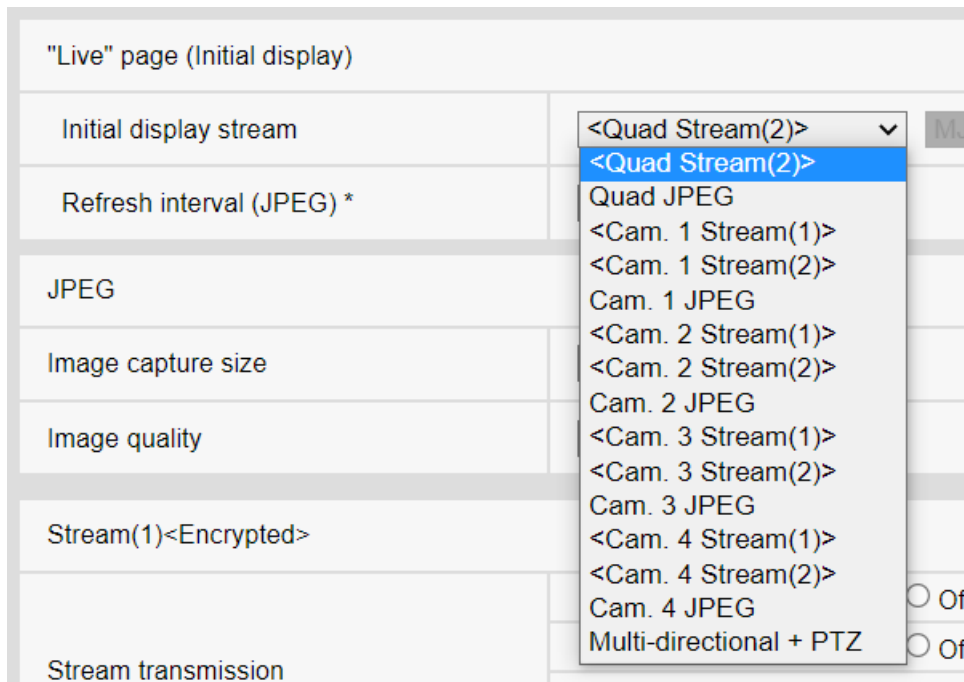 "Live" page (Initial display)
Initial display stream
<Quad Stream(2)>
MJ
<Quad Stream(2)>
Quad JPEG
<Cam. 1 Stream(1)>
<Cam. 1 Stream(2)>
Cam. 1 JPEG
<Cam. 2 Stream(1)>
<Cam. 2 Stream(2)>
Cam. 2 JPEG
<Cam. 3 Stream(1)>
<Cam. 3 Stream(2)>
Cam. 3 JPEG
<Cam. 4 Stream(1)>
<Cam. 4 Stream(2)>
Cam. 4 JPEG
Multi-directional + PTZ
Refresh interval (JPEG) *
JPEG
Image capture size
Image quality
Stream(1)<Encrypted>
Stream transmission
Of
Of